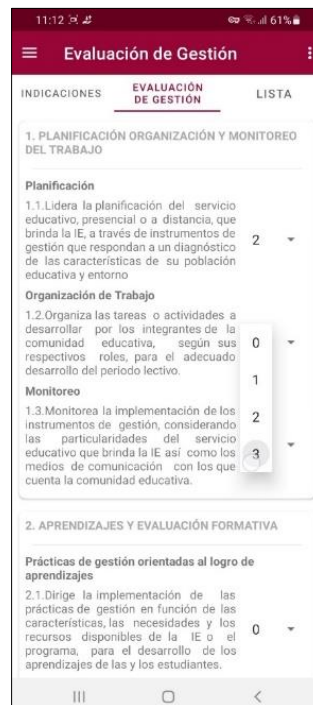 11:12
61%
Evaluación de Gestión
INDICACIONES
EVALUACIÓN
DE GESTIÓN
LISTA
1. PLANIFICACIÓN ORGANIZACIÓN Y MONITOREO
DEL TRABAJO
Planificación
1.1.Lidera la planificación del servicio
educativo, presencial o a distancia, que
brinda la IE, a través de instrumentos de
gestión que respondan a un diagnóstico
de las características de su población
educativa y entorno
2
Organización de Trabajo
1.2.Organiza las tareas o actividades a
desarrollar por los integrantes de la
comunidad educativa, según sus
respectivos roles, para el adecuado
desarrollo del periodo lectivo.
0
1
2
3
Monitoreo
1.3.Monitorea la implementación de los
instrumentos de gestión, considerando
las particularidades del servicio
educativo que brinda la IE así como los
medios de comunicación con los que
cuenta la comunidad educativa.
2. APRENDIZAJES Y EVALUACIÓN FORMATIVA
Prácticas de gestión orientadas al logro de
aprendizajes
2.1.Dirige la implementación de las
prácticas de gestión en función de las
características, las necesidades y los
recursos disponibles de la IE o el
programa, para el desarrollo de los
aprendizajes de las y los estudiantes.
0